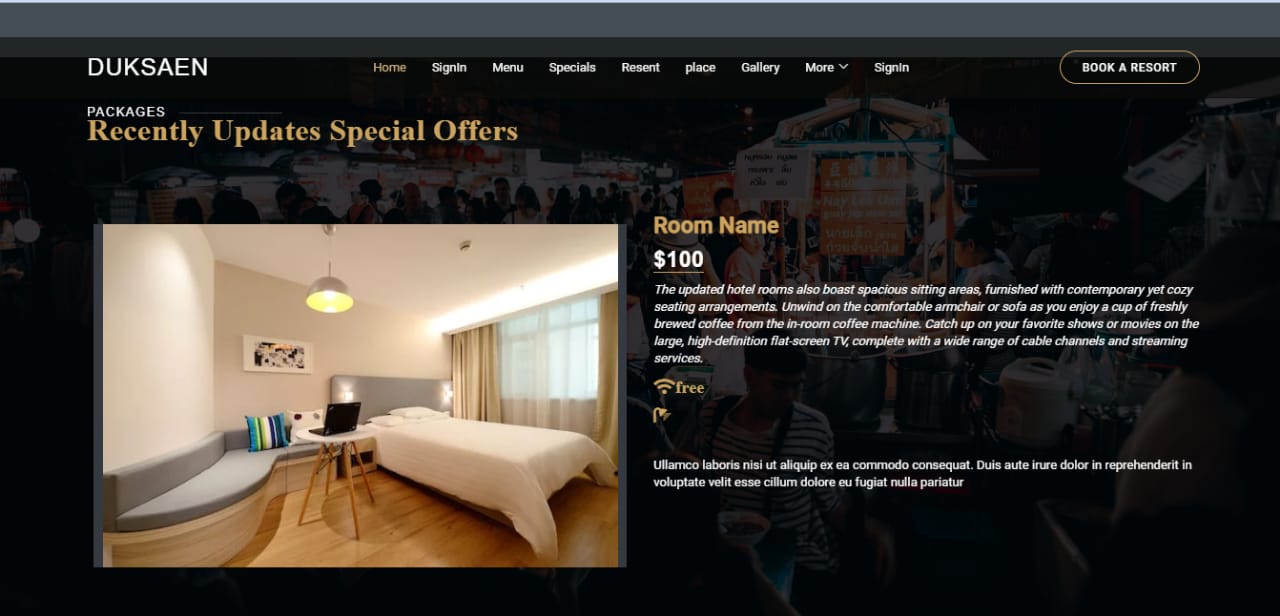 DUKSAEN
Home SignIn Menu Specials Resent place Gallery More SignIn
BOOK A RESORT
PACKAGES
Recently Updates Special Offers
Room Name
$100
The updated hotel rooms also boast spacious sitting areas, furnished with contemporary yet cozy
seating arrangements. Unwind on the comfortable armchair or sofa as you enjoy a cup of freshly
brewed coffee from the in-room coffee machine. Catch up on your favorite shows or movies on the
large, high-definition flat-screen TV, complete with a wide range of cable channels and streaming
services.
free
Ullamco laboris nisi ut aliquip ex ea commodo consequat. Duis aute irure dolor in reprehenderit in
voluptate velit esse cillum dolore eu fugiat nulla pariatur